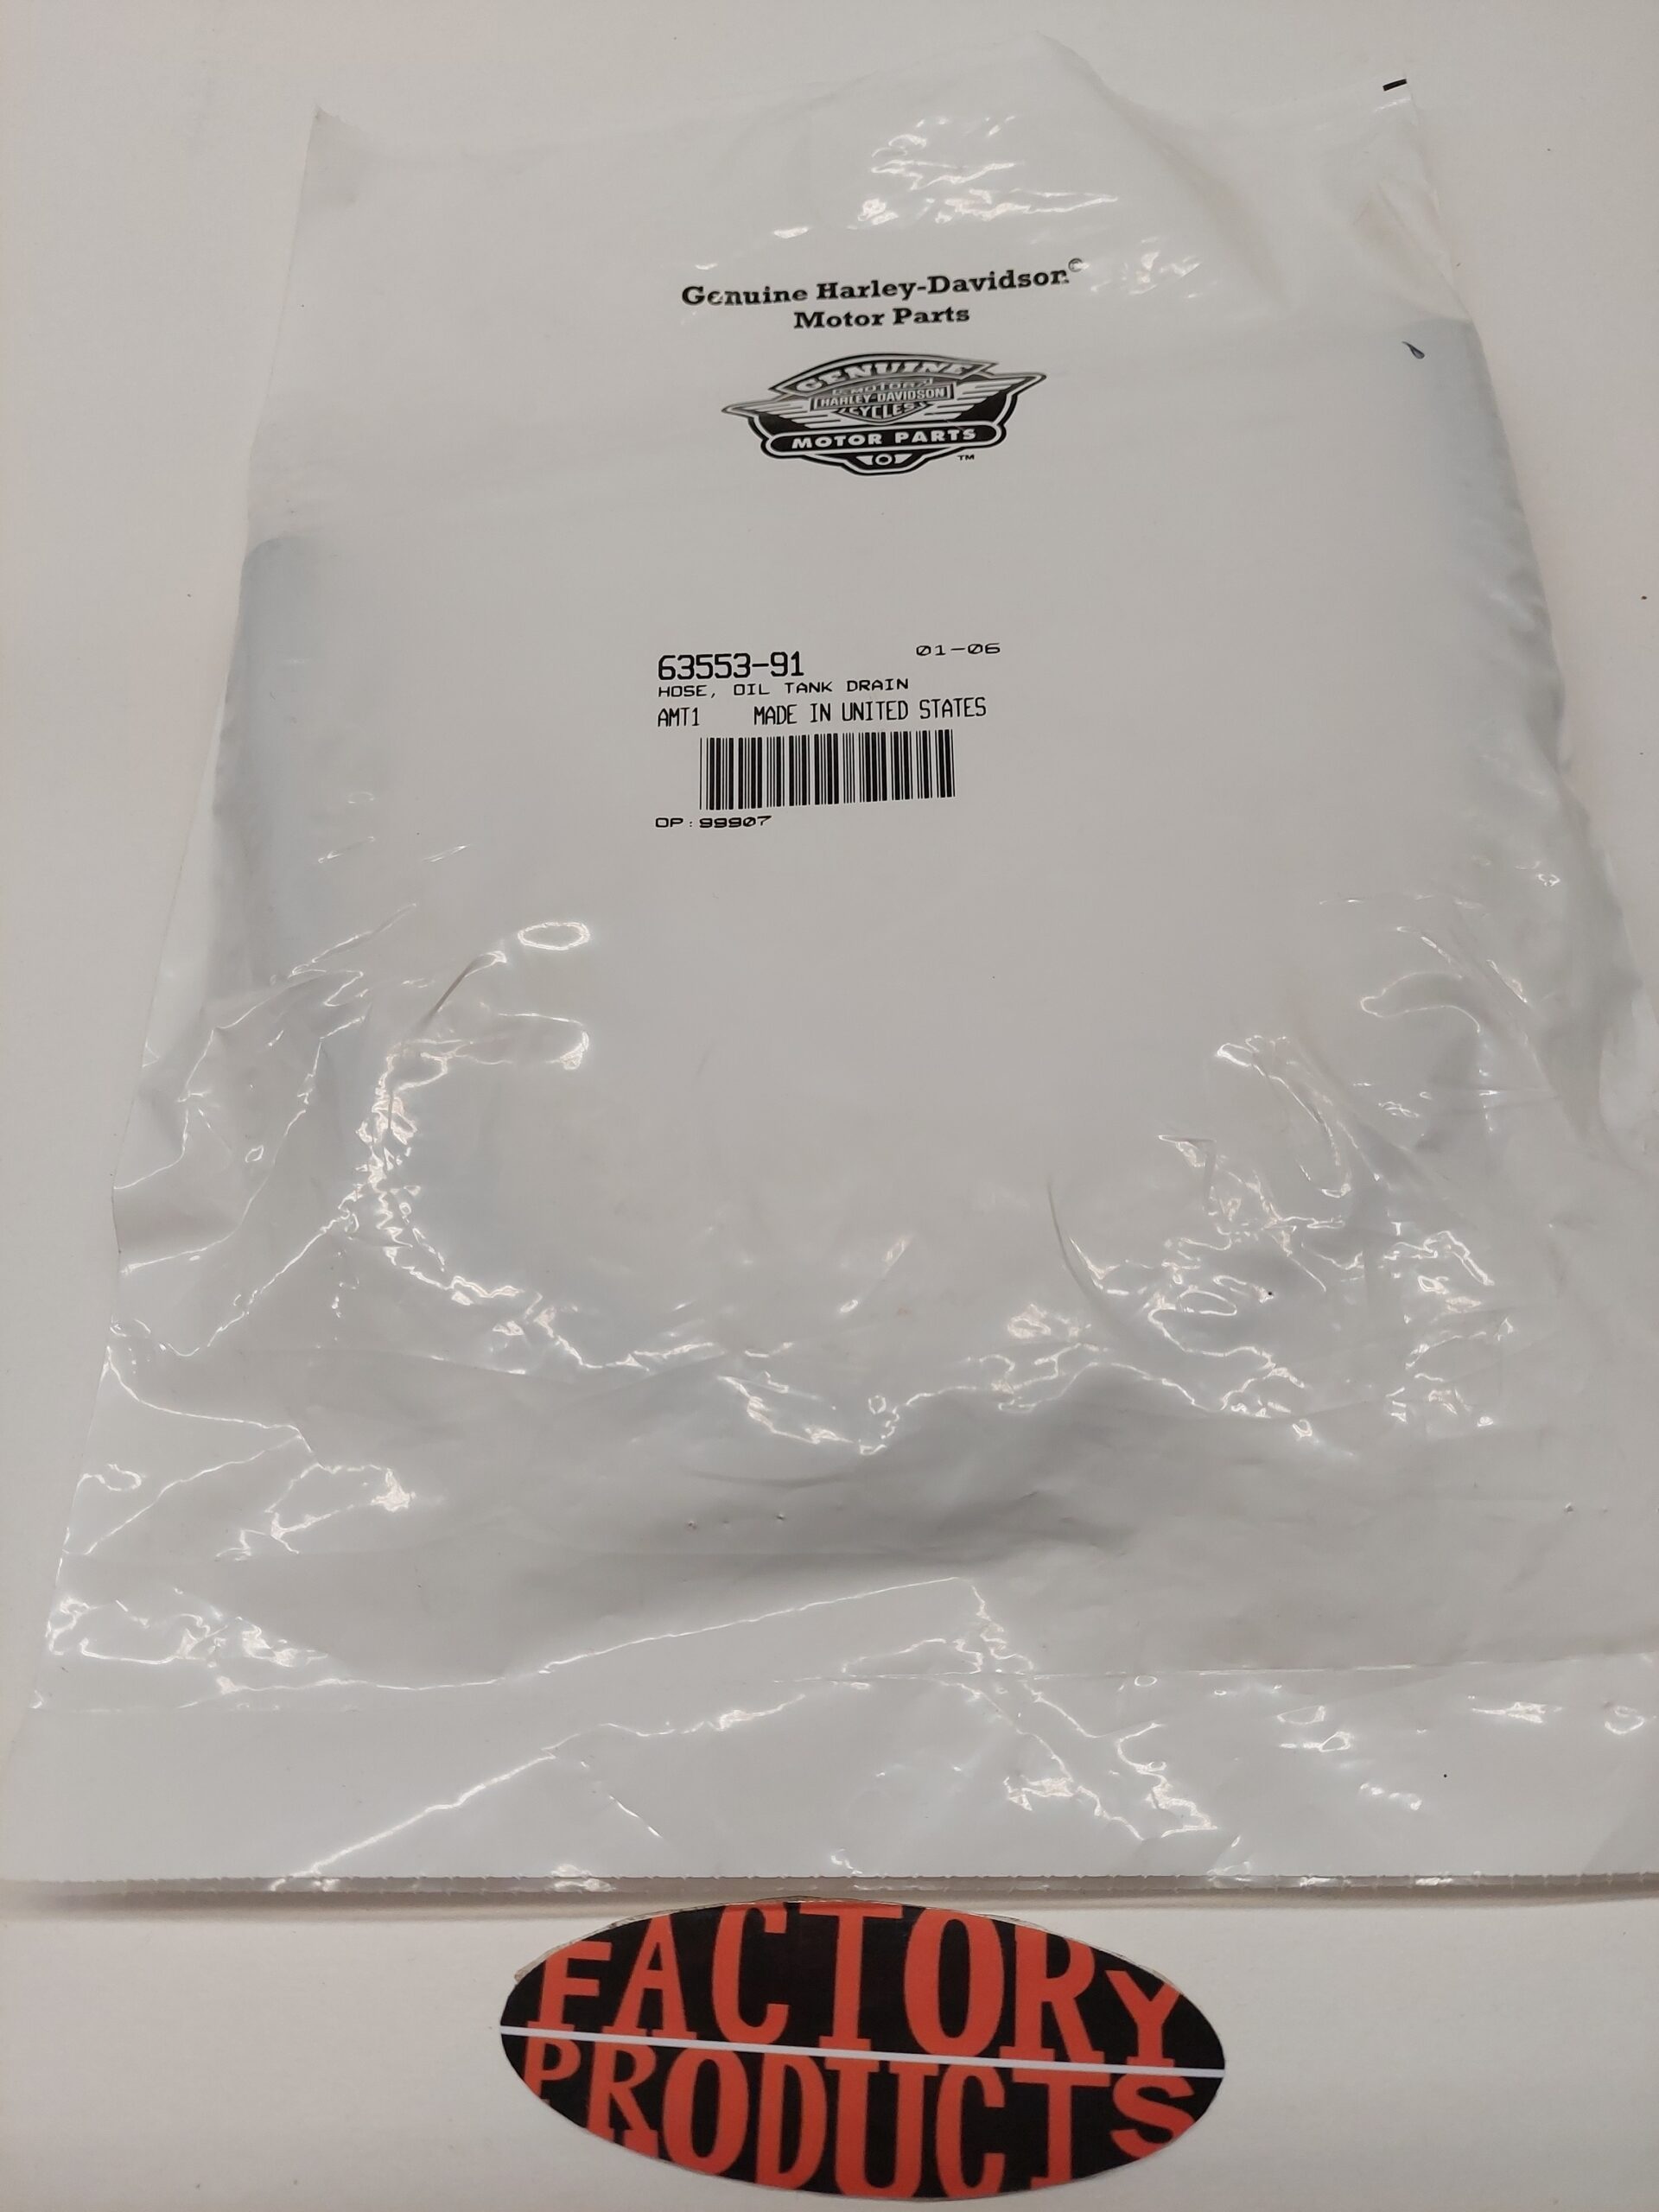 Genuine Harley-Davidson©
Motor Parts
GENUINE
MOTOR
HARLEY-DAVIDSON
CYCLES
MOTOR PARTS
TM
63553-91 01-06
HOSE, OIL TANK DRAIN
AMT1 MADE IN UNITED STATES
OP: 99907
FACTORY
PRODUCTS